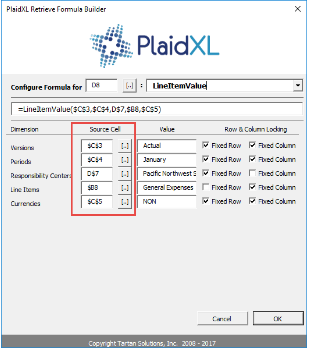 PlaidXL Retrieve Formula Builder
PlaidXL
Configure Formula for D8 [..] : LineItemValue
=LineItemValue($C$3,$C$4,D$7,$B8,$C$5)
Dimension Source Cell Value Row & Column Locking
Versions $C$3 [..] Actual Fixed Row Fixed Column
Periods $C$4 [..] January Fixed Row Fixed Column
Responsibility Centers D$7 [..] Pacific Northwest S Fixed Row Fixed Column
Line Items $B8 [..] General Expenses Fixed Row Fixed Column
Currencies $C$5 [..] NON Fixed Row Fixed Column
Cancel OK
Copyright Tartan Solutions, Inc. 2008 - 2017